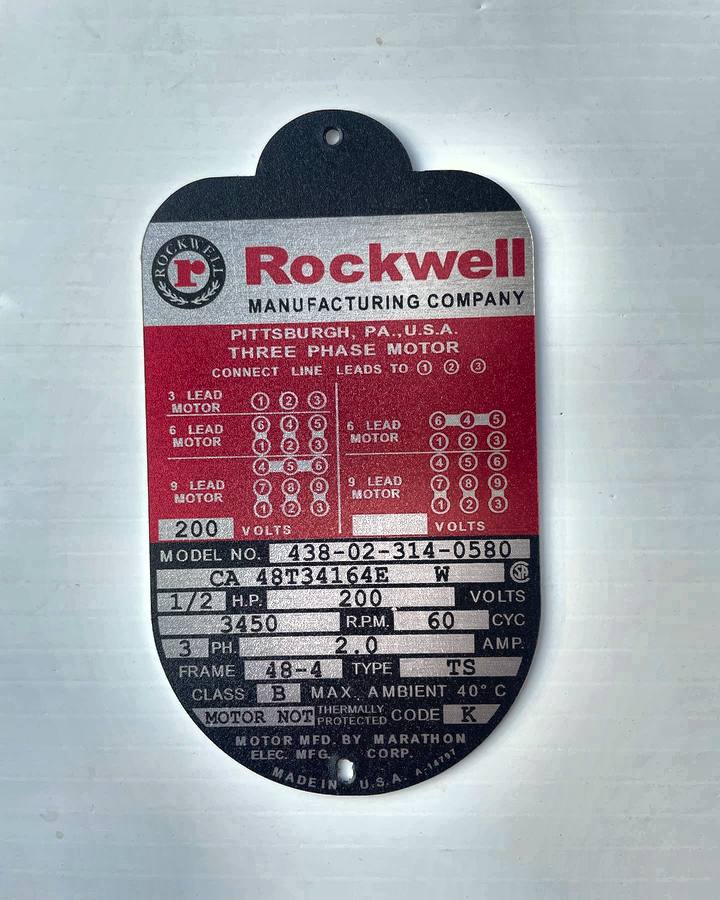 ROCKWELL
r
Rockwell
MANUFACTURING COMPANY
PITTSBURGH, PA.,U.S.A.
THREE PHASE MOTOR
CONNECT LINE LEADS TO 1 2 3
3 LEAD MOTOR 1 2 3
6 LEAD MOTOR
6 4 5
1 2 3
9 LEAD MOTOR
4 5 6
7 8 9
1 2 3
200 VOLTS
6 LEAD MOTOR
6 4 5
1 2 3
9 LEAD MOTOR
4 5 6
7 8 9
1 2 3
VOLTS
MODEL NO. 438-02-314-0580
CA 48T34164E W SA
1/2 H.P. 200 VOLTS
3450 R.P.M. 60 CYC
3 PH. 2.0 AMP.
FRAME 48-4 TYPE TS
CLASS B MAX. AMBIENT 40° C
MOTOR NOT THERMALLY PROTECTED CODE K
MOTOR MFD. BY MARATHON
ELEC. MFG. CORP.
MADE IN U.S.A. A-14797